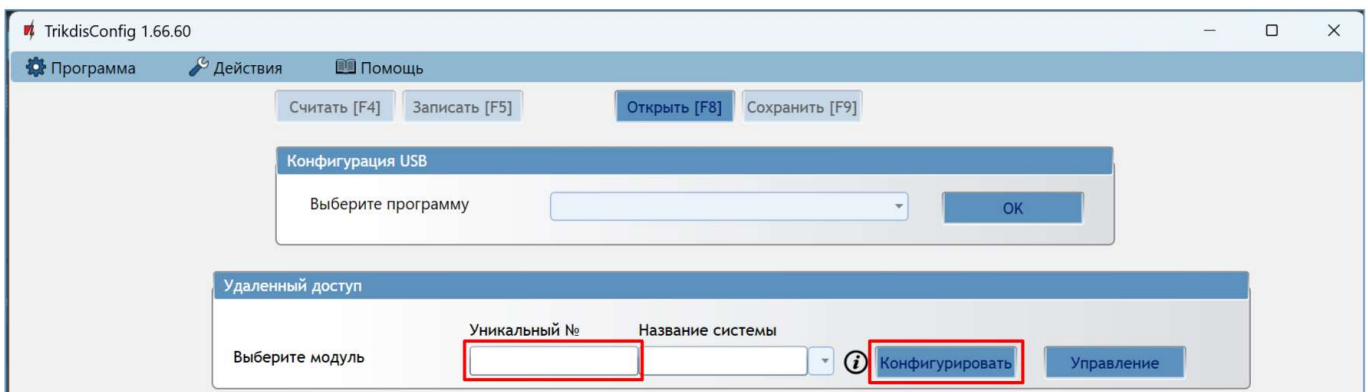 TrikdisConfig 1.66.60
Программа Действия Помощь
Считать [F4] Записать [F5] Открыть [F8] Сохранить [F9]
Конфигурация USB
Выберите программу OK
Удаленный доступ
Уникальный № Название системы
Выберите модуль i Конфигурировать Управление